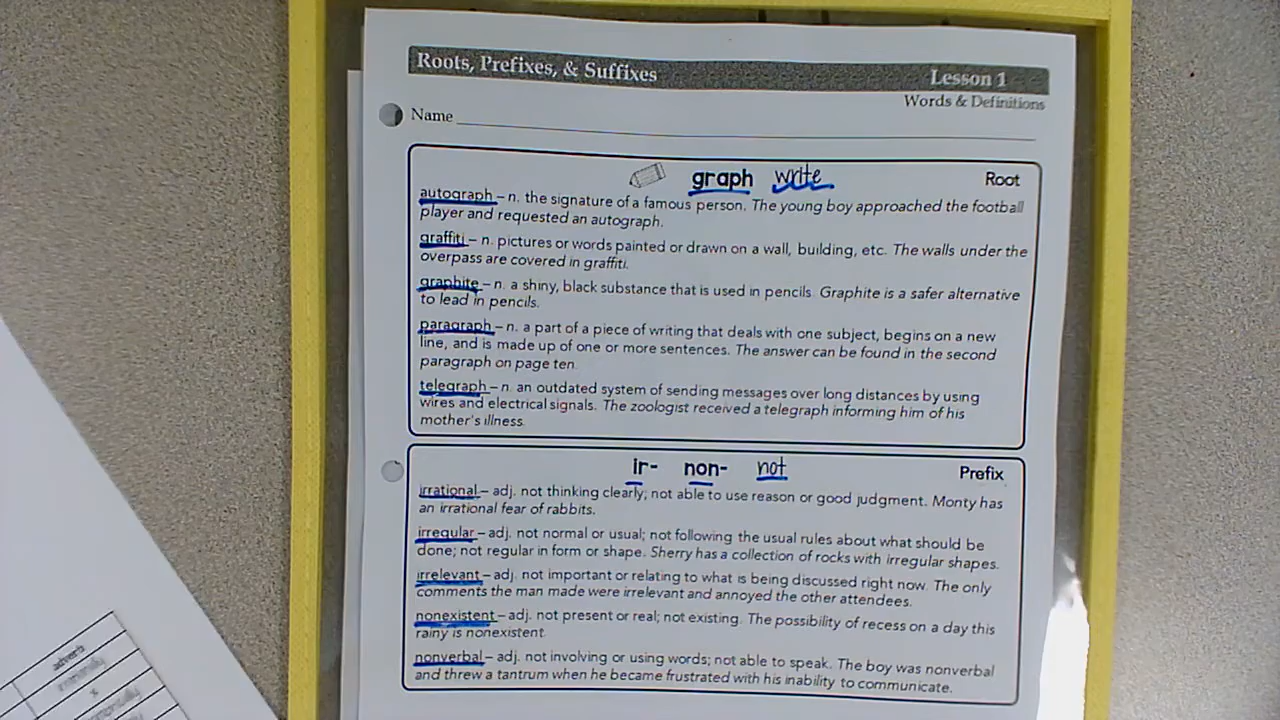 Roots, Prefixes, & Suffixes Lesson 1
Words & Definitions
Name
graph write Root
autograph – n. the signature of a famous person. The young boy approached the football
player and requested an autograph.
graffiti – n. pictures or words painted or drawn on a wall, building, etc. The walls under the
overpass are covered in graffiti.
graphite – n. a shiny, black substance that is used in pencils. Graphite is a safer alternative
to lead in pencils.
paragraph – n. a part of a piece of writing that deals with one subject, begins on a new
line, and is made up of one or more sentences. The answer can be found in the second
paragraph on page ten.
telegraph – n. an outdated system of sending messages over long distances by using
wires and electrical signals. The zoologist received a telegraph informing him of his
mother's illness.
ir- non- not Prefix
irrational – adj. not thinking clearly; not able to use reason or good judgment. Monty has
an irrational fear of rabbits.
irregular – adj. not normal or usual; not following the usual rules about what should be
done; not regular in form or shape. Sherry has a collection of rocks with irregular shapes.
irrelevant – adj. not important or relating to what is being discussed right now. The only
comments the man made were irrelevant and annoyed the other attendees.
nonexistent – adj. not present or real; not existing. The possibility of recess on a day this
rainy is nonexistent.
nonverbal – adj. not involving or using words; not able to speak. The boy was nonverbal
and threw a tantrum when he became frustrated with his inability to communicate.
adverb